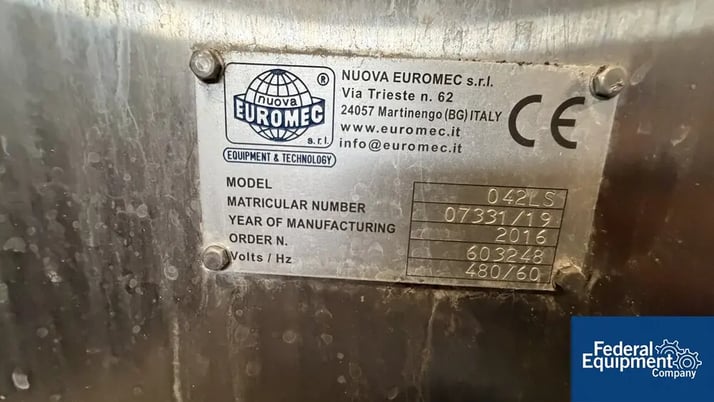 nuova
EUROMEC
s.r.l.
®
EQUIPMENT & TECHNOLOGY
NUOVA EUROMEC s.r.l.
Via Trieste n. 62
24057 Martinengo (BG) ITALY
www.euromec.it
info@euromec.it
CE
MODEL 042LS
MATRICULAR NUMBER 07331/19
YEAR OF MANUFACTURING 2016
ORDER N. 603248
Volts / Hz 480/60
Federal
Equipment
Company